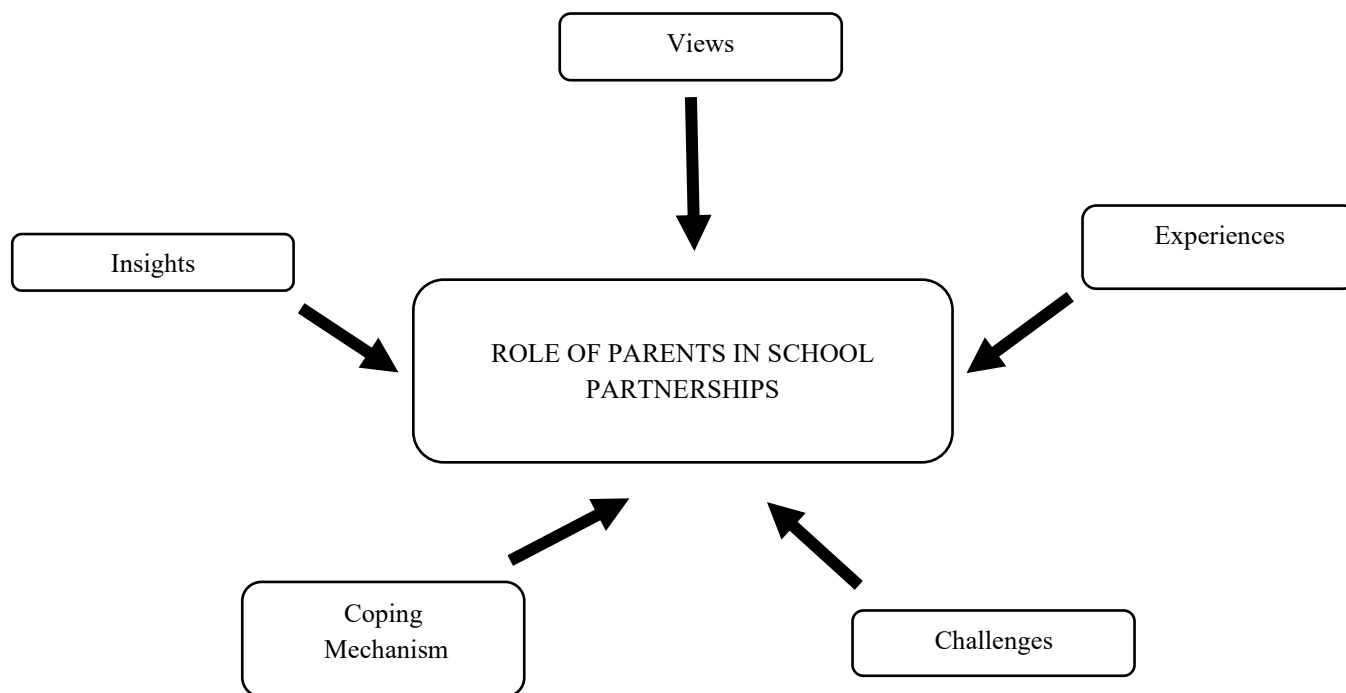 Views
Experiences
Insights
ROLE OF PARENTS IN SCHOOL
PARTNERSHIPS
Coping
Mechanism
Challenges